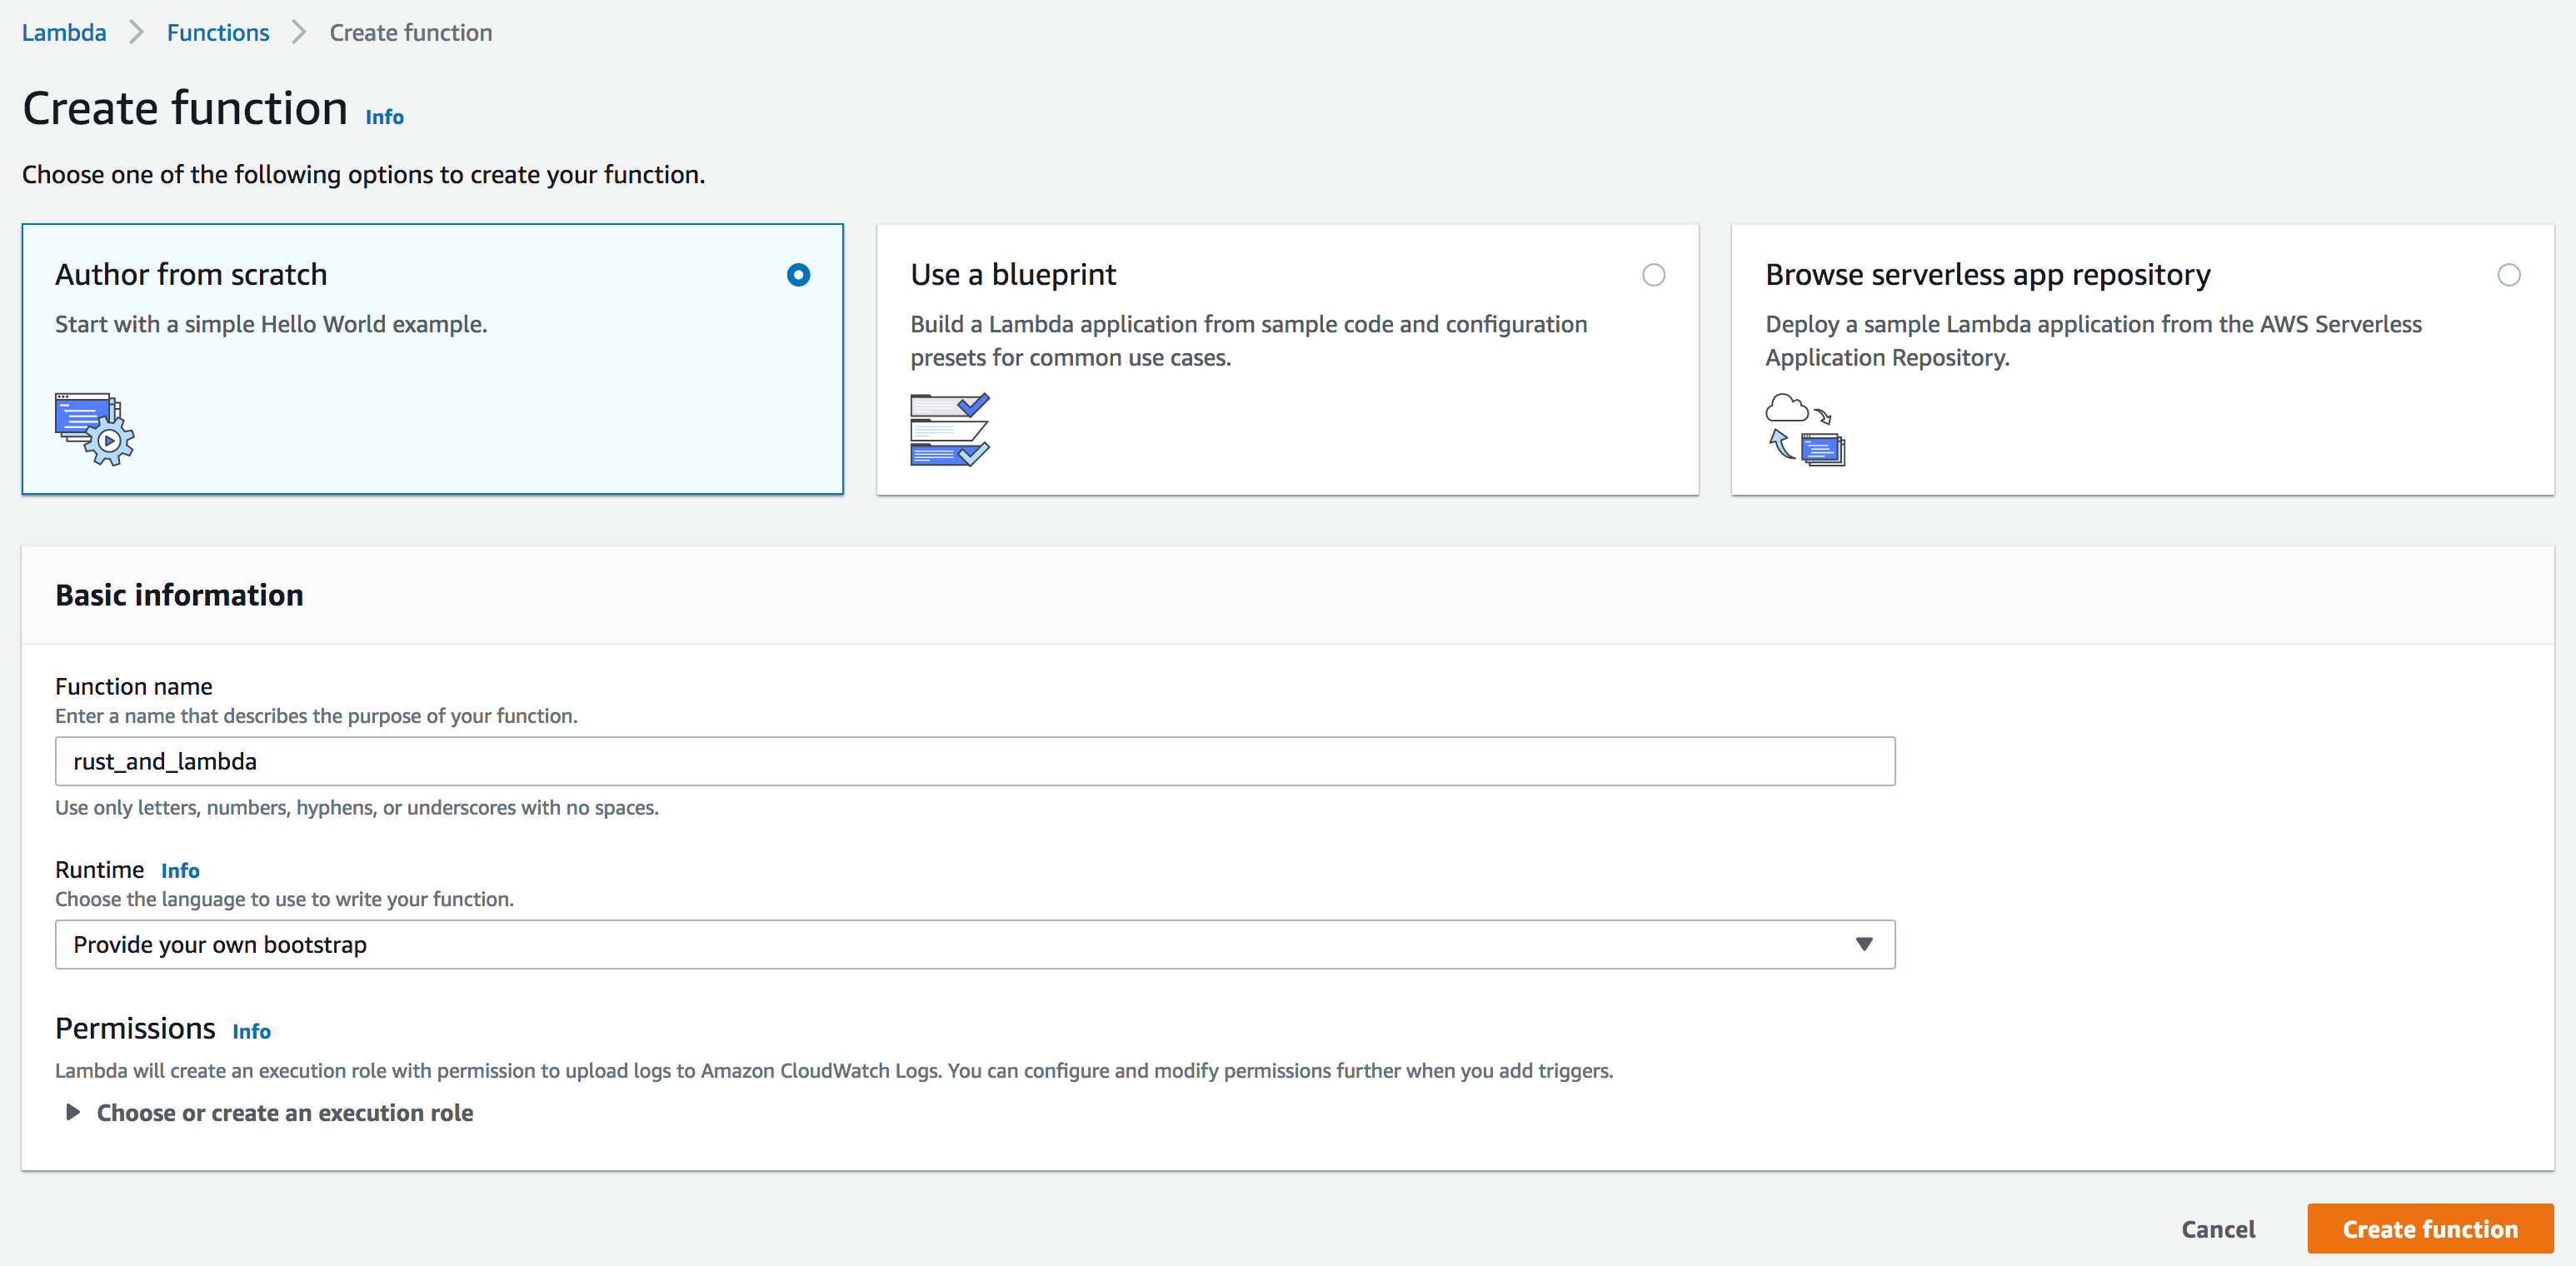 Lambda > Functions > Create function
Create function Info
Choose one of the following options to create your function.
Author from scratch
Start with a simple Hello World example.
Use a blueprint
Build a Lambda application from sample code and configuration
presets for common use cases.
Browse serverless app repository
Deploy a sample Lambda application from the AWS Serverless
Application Repository.
Basic information
Function name
Enter a name that describes the purpose of your function.
rust_and_lambda
Use only letters, numbers, hyphens, or underscores with no spaces.
Runtime Info
Choose the language to use to write your function.
Provide your own bootstrap
Permissions Info
Lambda will create an execution role with permission to upload logs to Amazon CloudWatch Logs. You can configure and modify permissions further when you add triggers.
Choose or create an execution role
Cancel
Create function